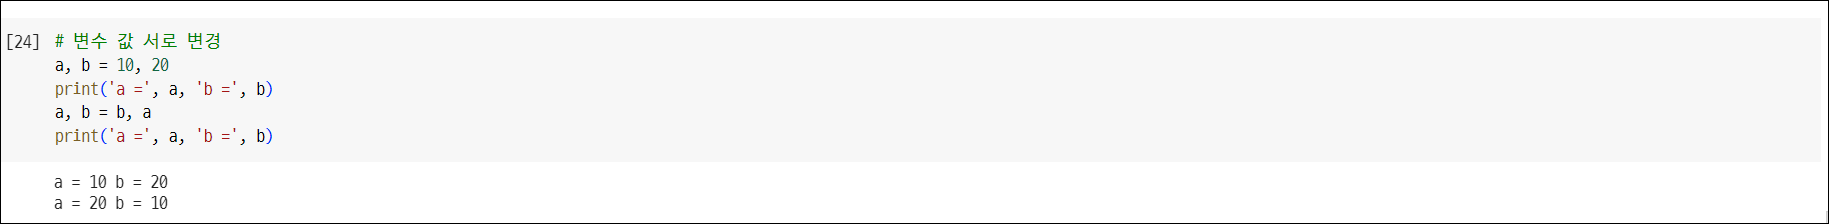 [24] # 변수 값 서로 변경
a, b = 10, 20
print('a =', a, 'b =', b)
a, b = b, a
print('a =', a, 'b =', b)
a = 10 b = 20
a = 20 b = 10